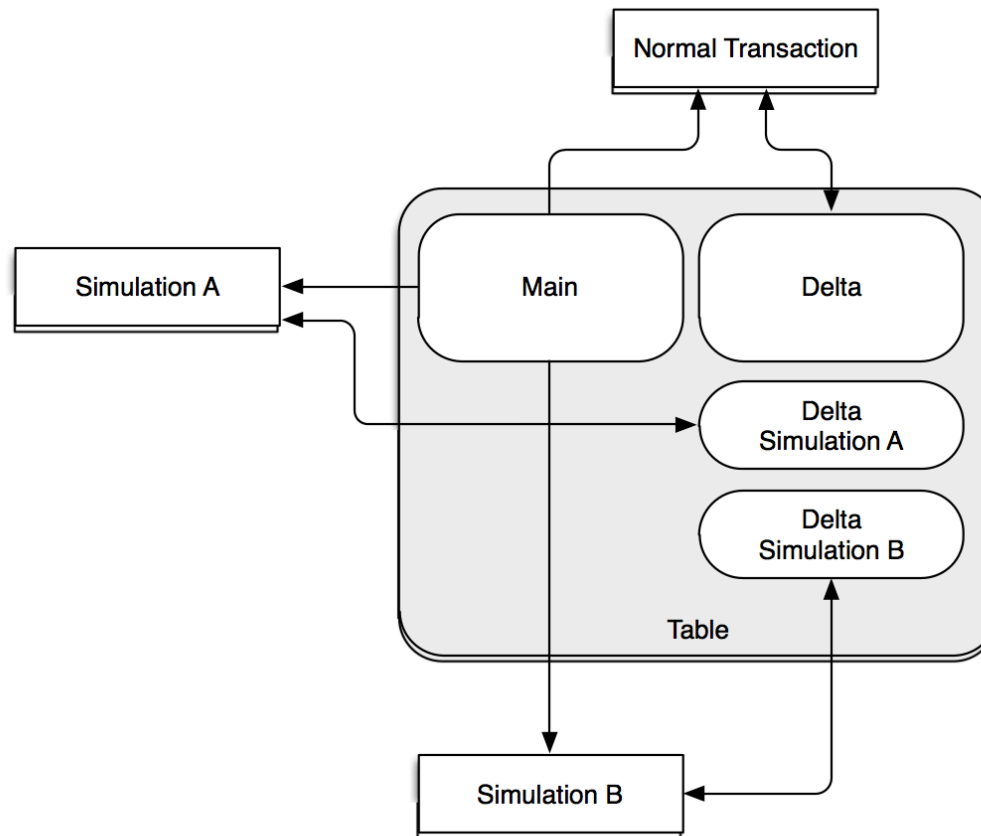 Normal Transaction
Simulation A
Main
Delta
Delta
Simulation A
Delta
Simulation B
Table
Simulation B